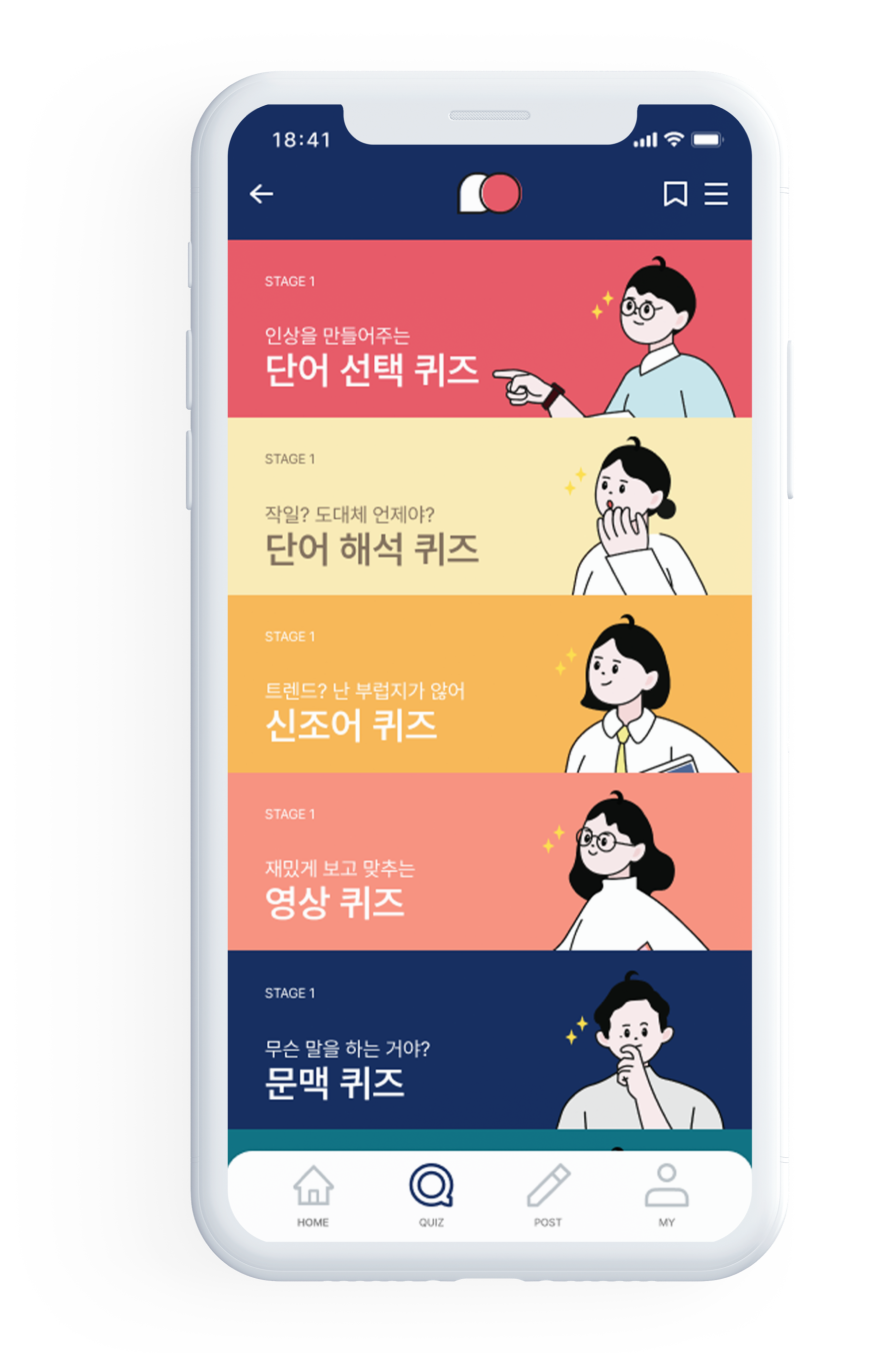 18:41
STAGE 1
인상을 만들어주는
단어 선택 퀴즈
STAGE 1
작일? 도대체 언제야?
단어 해석 퀴즈
STAGE 1
트렌드? 난 부럽지가 않어
신조어 퀴즈
STAGE 1
재밌게 보고 맞추는
영상 퀴즈
STAGE 1
무슨 말을 하는 거야?
문맥 퀴즈
HOME QUIZ POST MY